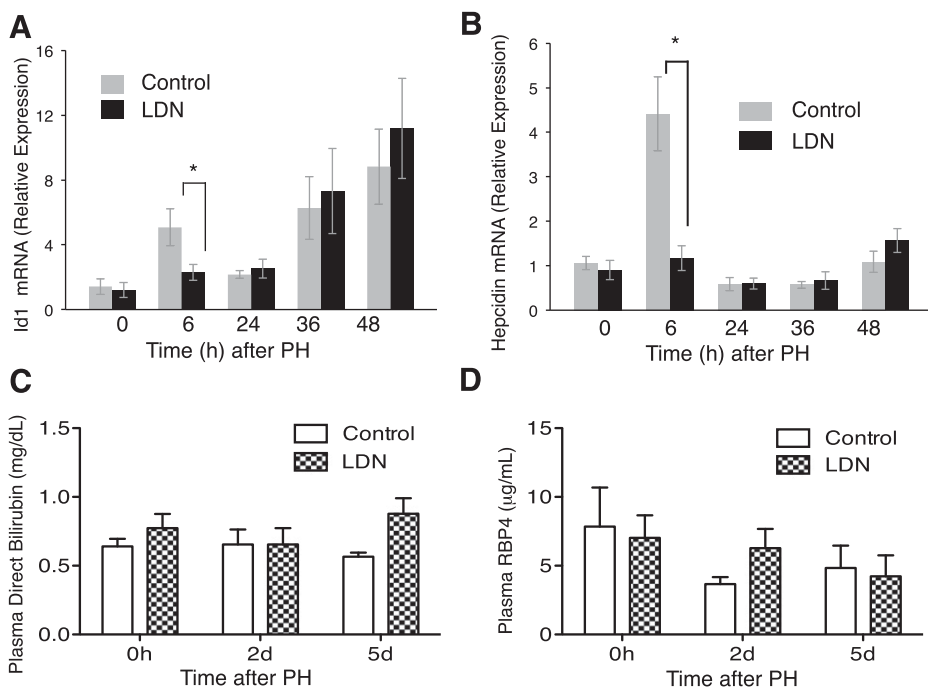 A
Id1 mRNA (Relative Expression)
16
12
8
4
0
Control
LDN
*
0 6 24 36 48
Time (h) after PH
B
Hepcidin mRNA (Relative Expression)
6
5
4
3
2
1
0
*
Control
LDN
0 6 24 36 48
Time (h) after PH
C
Plasma Direct Bilirubin (mg/dL)
1.5
1.0
0.5
0.0
Control
LDN
0h 2d 5d
Time after PH
D
Plasma RBP4 (μg/mL)
15
10
5
0
Control
LDN
0h 2d 5d
Time after PH